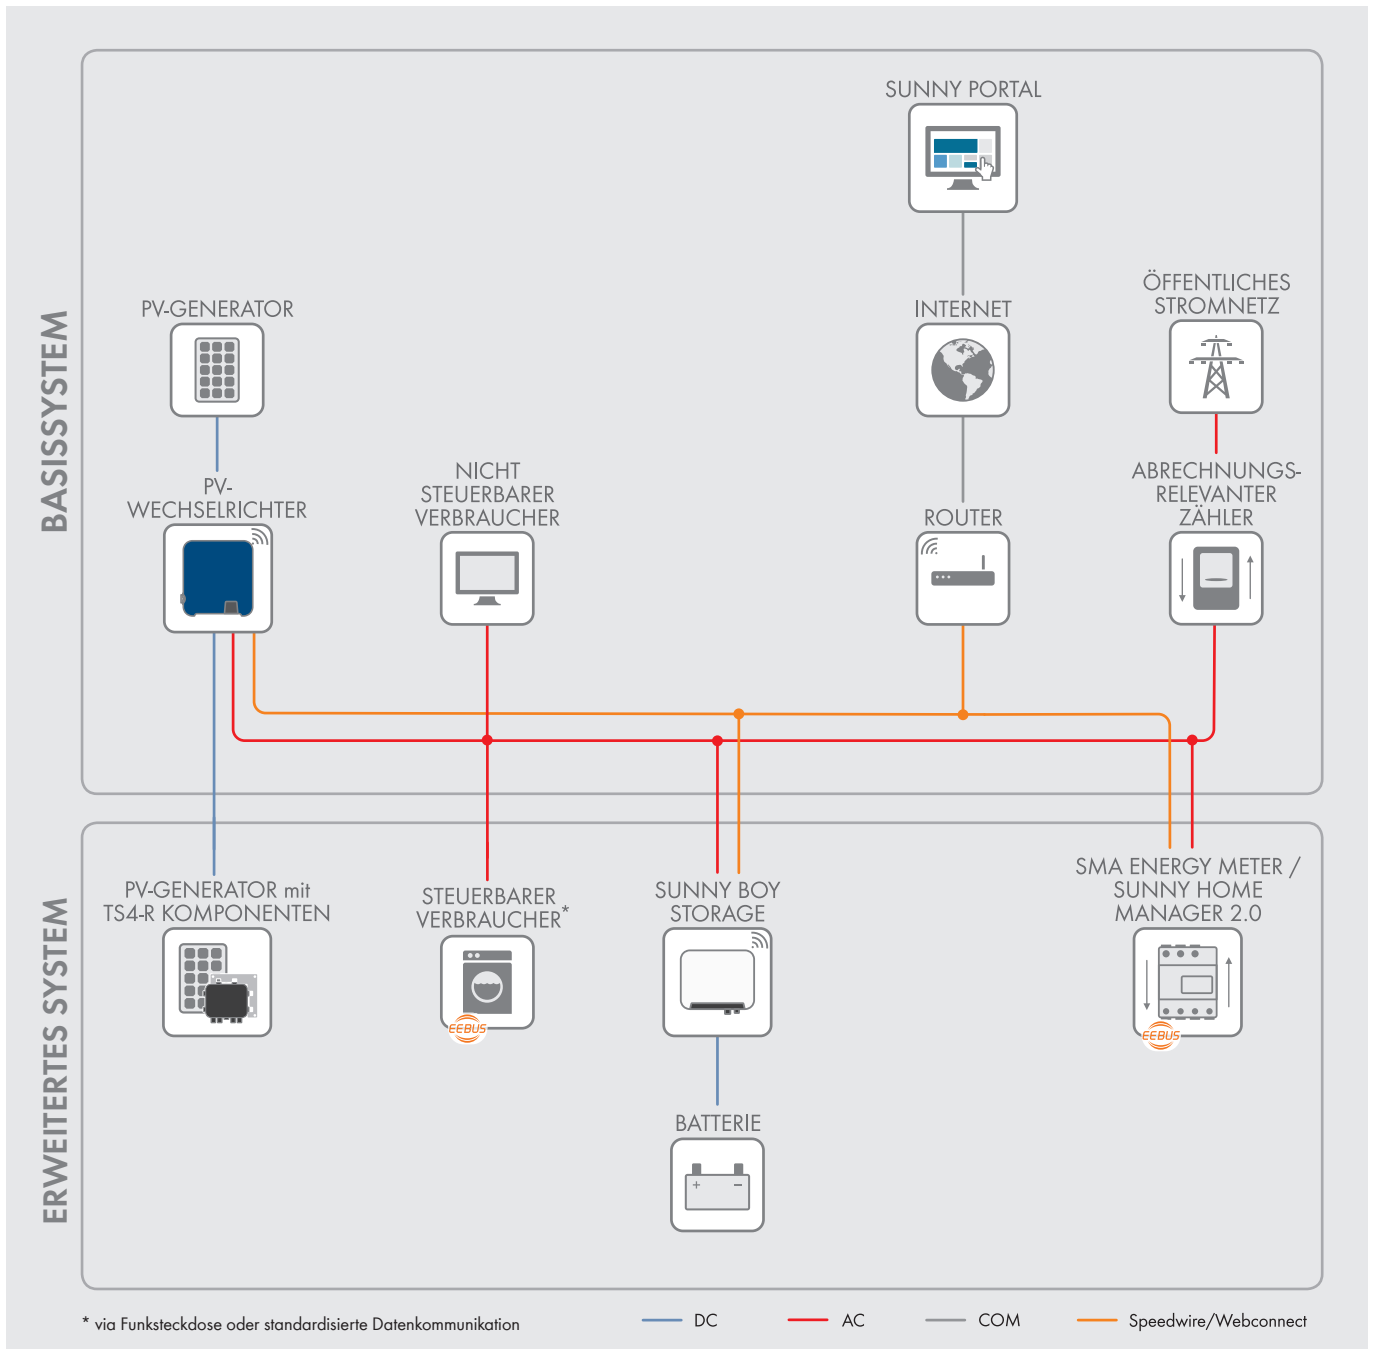 BASISSYSTEM
SUNNY PORTAL
INTERNET
ÖFFENTLICHES
STROMNETZ
PV-GENERATOR
PV-
WECHSELRICHTER
NICHT
STEUERBARER
VERBRAUCHER
ROUTER
ABRECHNUNGS-
RELEVANTER
ZÄHLER
ERWEITERTES SYSTEM
PV-GENERATOR mit
TS4-R KOMPONENTEN
STEUERBARER
VERBRAUCHER*
EEBUS
SUNNY BOY
STORAGE
SMA ENERGY METER /
SUNNY HOME
MANAGER 2.0
EEBUS
BATTERIE
+ −
* via Funksteckdose oder standardisierte Datenkommunikation
DC
AC
COM
Speedwire/Webconnect